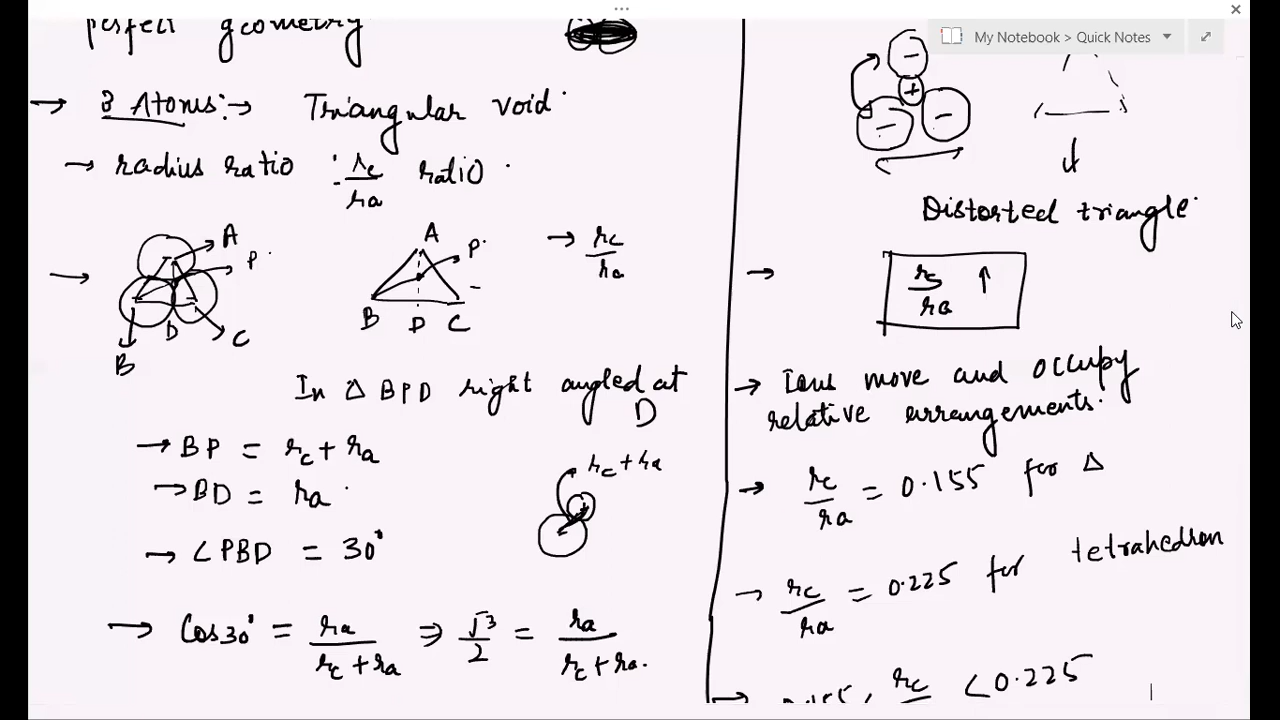 perfect geometry
→ 3 Atoms :→ Triangular void
→ radius ratio : rc/ra ratio
A
P
B
D
C
A
P
B D C
→ rc/ra
In Δ BPD right angled at D
→ BP = rc + ra
→ BD = ra
rc + ra
→ ∠PBD = 30°
→ Cos30° = ra/(rc + ra) ⇒ √3/2 = ra/(rc + ra)
My Notebook > Quick Notes
−
+
− −
Distorted triangle
→ rc/ra ↑
→ Ions move and occupy
relative arrangements.
→ rc/ra = 0.155 for Δ
→ rc/ra = 0.225 for tetrahedron
→ 0.155 < rc/ra < 0.225